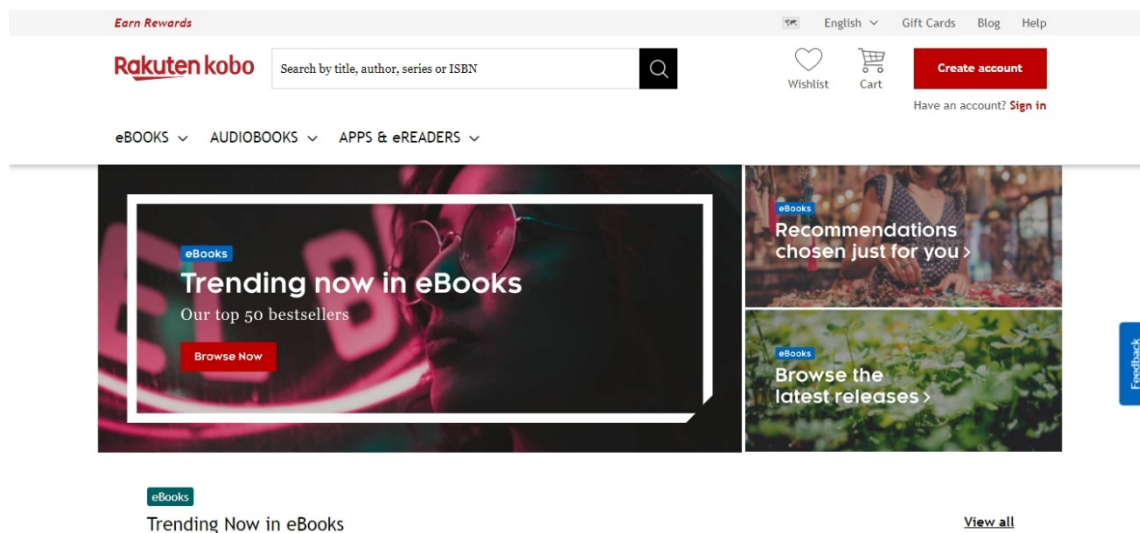 Earn Rewards
English
Gift Cards
Blog
Help
Rakuten kobo
Search by title, author, series or ISBN
Wishlist
Cart
Create account
Have an account? Sign in
eBOOKS
AUDIOBOOKS
APPS & eREADERS
eBooks
Trending now in eBooks
Our top 50 bestsellers
Browse Now
eBooks
Recommendations
chosen just for you >
eBooks
Browse the
latest releases >
Feedback
eBooks
Trending Now in eBooks
View all